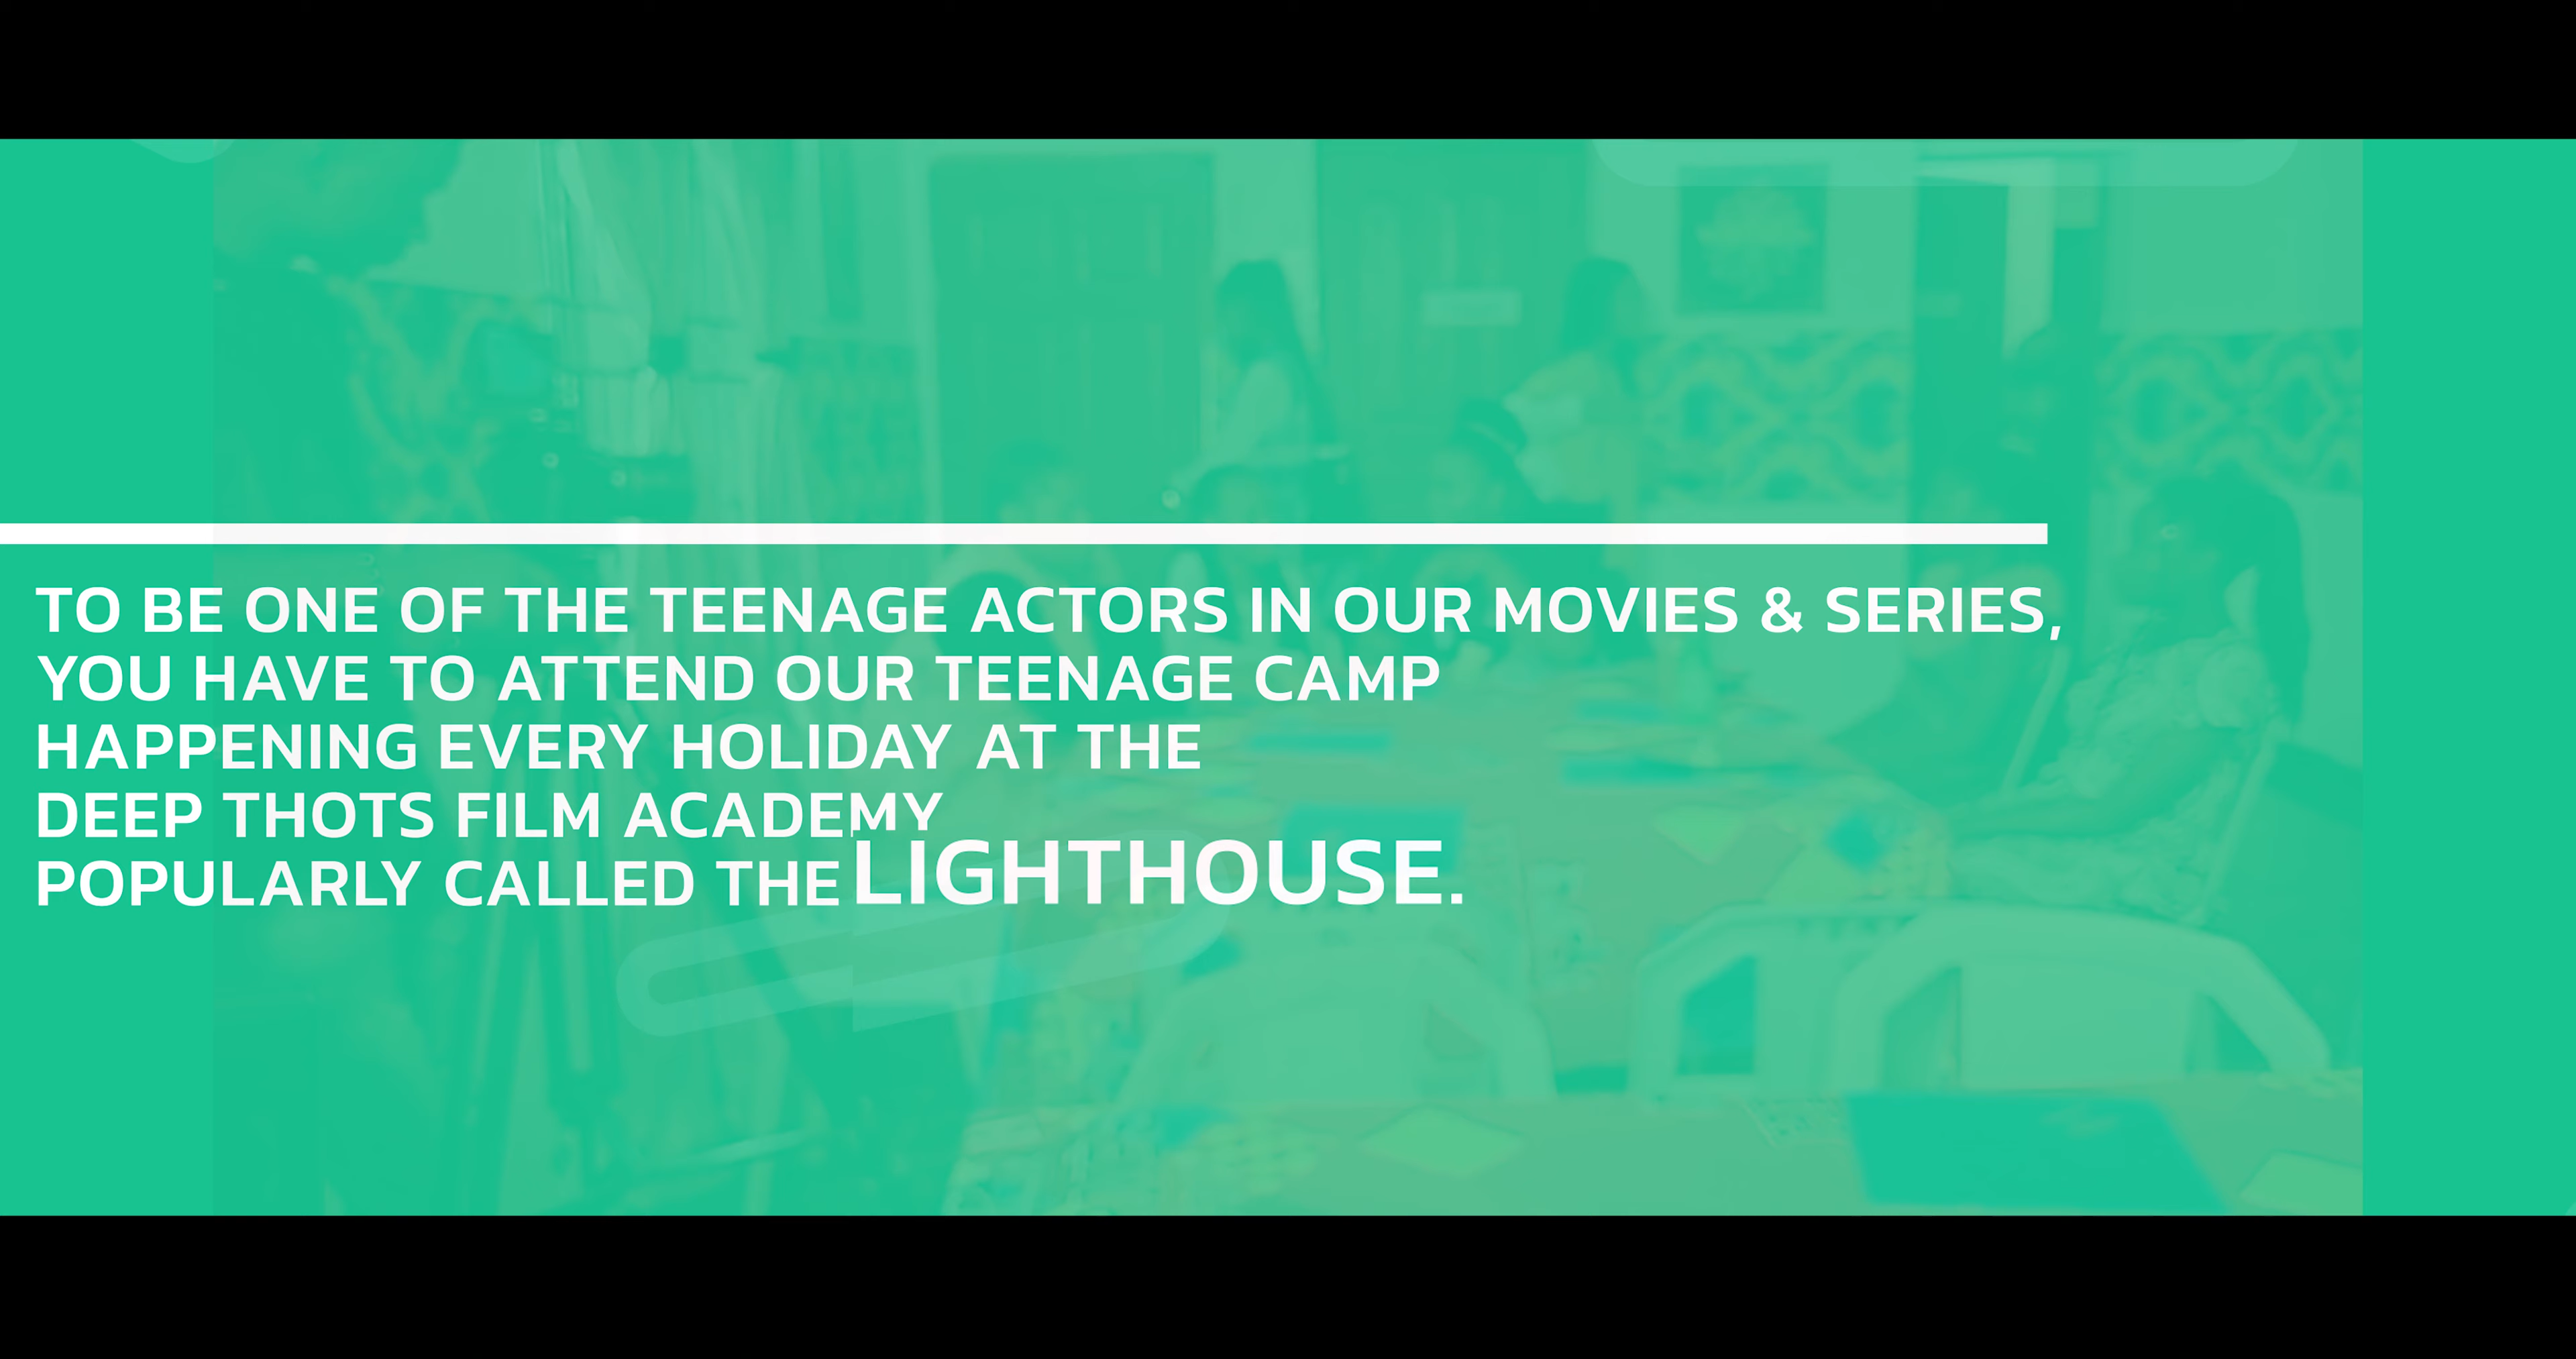 TO BE ONE OF THE TEENAGE ACTORS IN OUR MOVIES & SERIES,
YOU HAVE TO ATTEND OUR TEENAGE CAMP
HAPPENING EVERY HOLIDAY AT THE
DEEP THOTS FILM ACADEMY
POPULARLY CALLED THE LIGHTHOUSE.